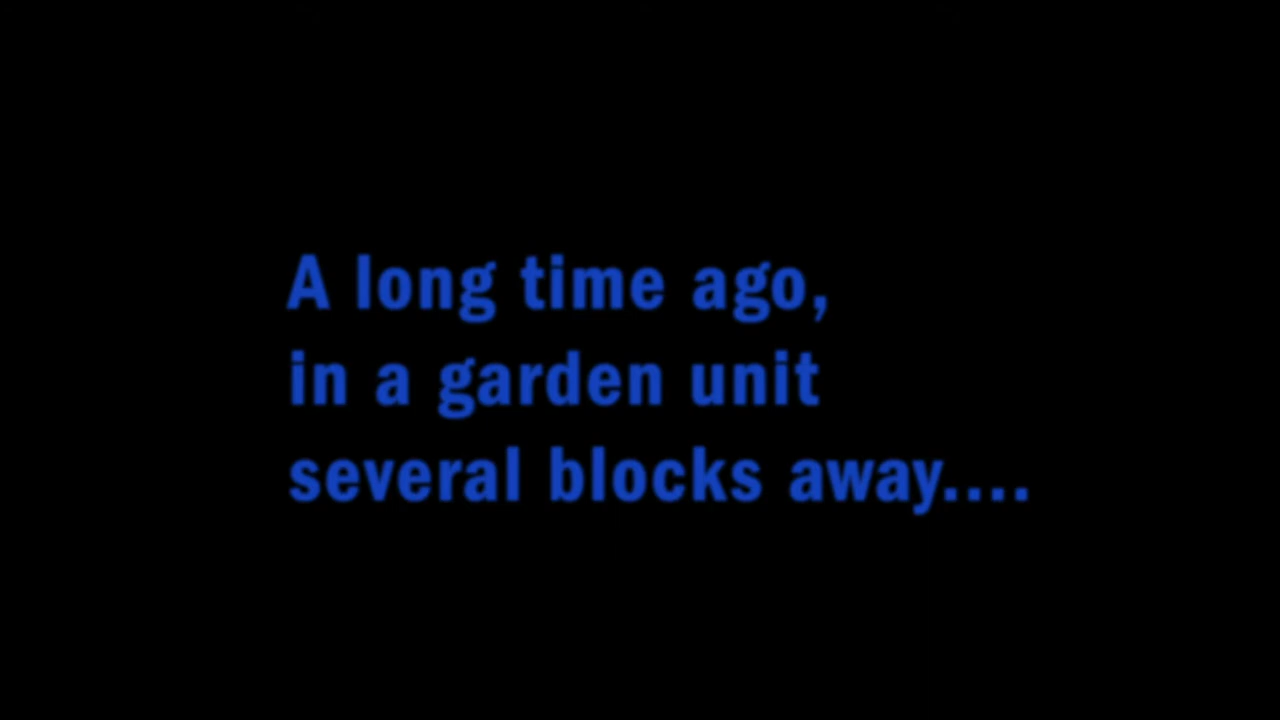 A long time ago,
in a garden unit
several blocks away....